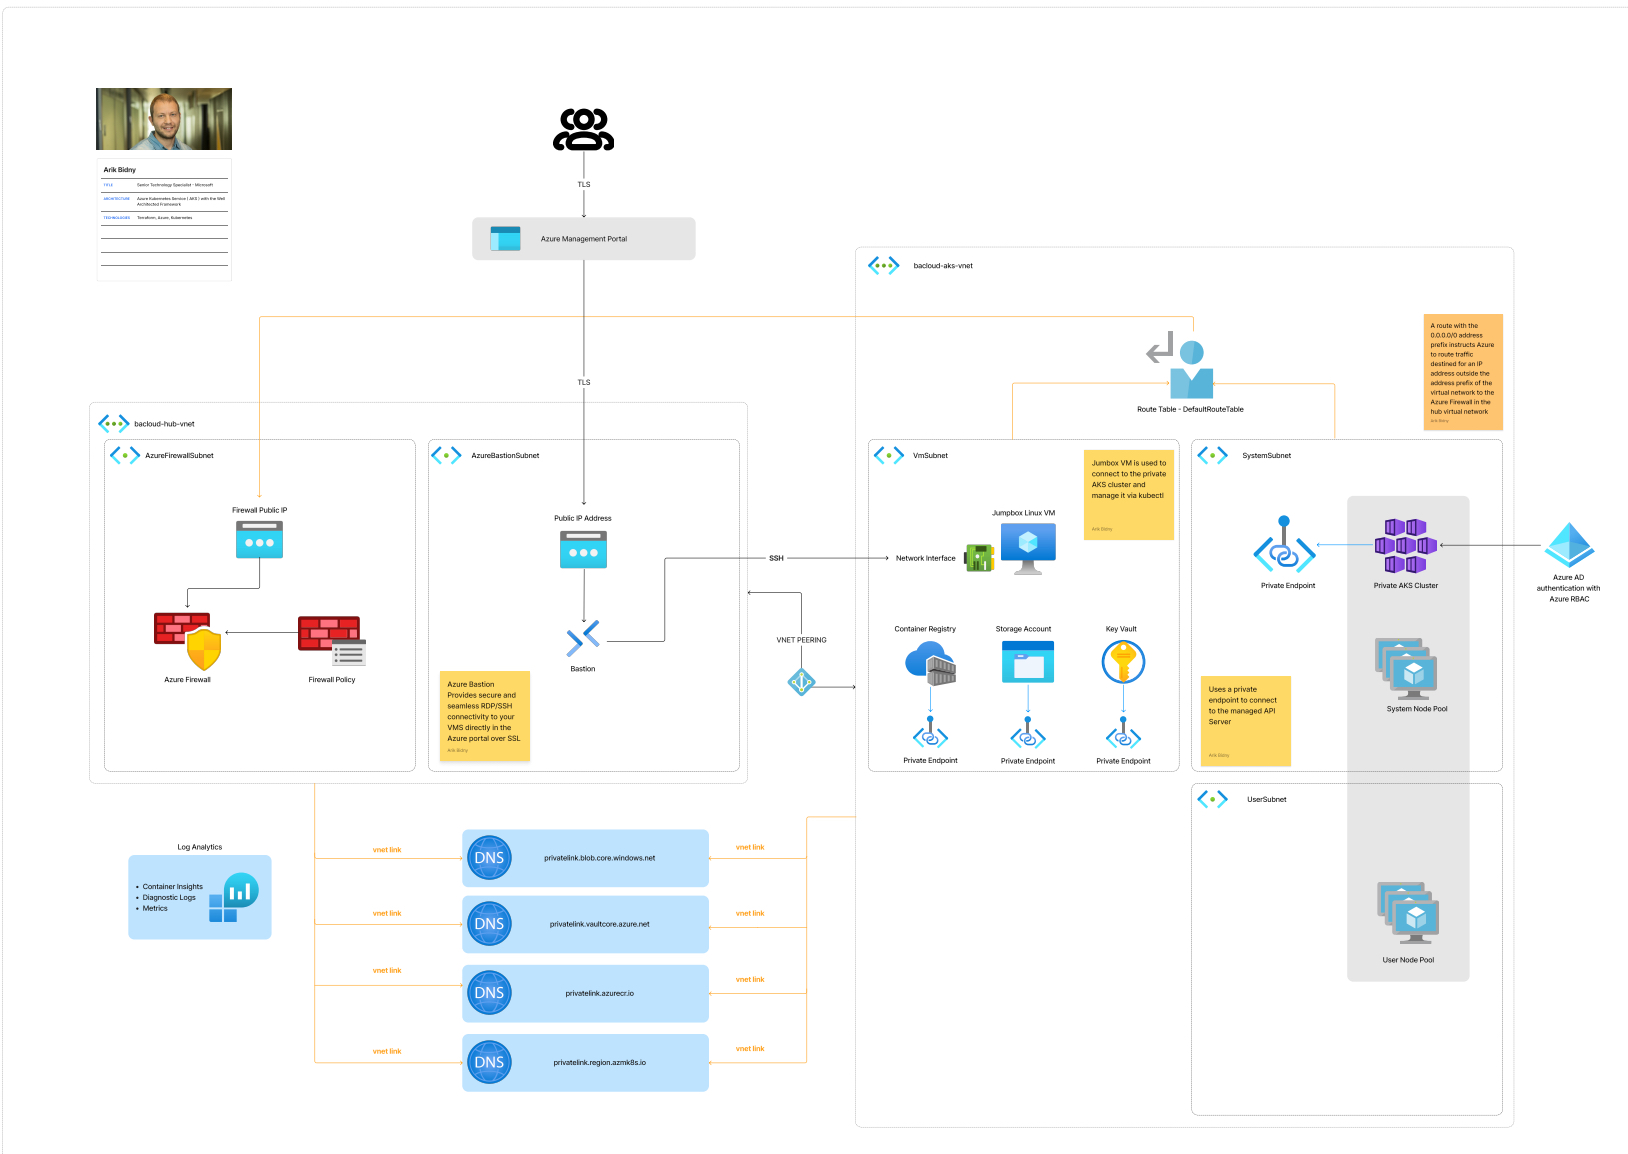 Arik Bidny
TITLE
Senior Technology Specialist - Microsoft
ARCHITECTURE
Azure Kubernetes Service ( AKS ) with the Well
Architected Framework
TECHNOLOGIES
Terraform, Azure, Kubernetes
TLS
Azure Management Portal
TLS
bacloud-aks-vnet
A route with the
0.0.0.0/0 address
prefix instructs Azure
to route traffic
destined for an IP
address outside the
address prefix of the
virtual network to the
Azure Firewall in the
hub virtual network
Arik Bidny
Route Table - DefaultRouteTable
bacloud-hub-vnet
AzureFirewallSubnet
Firewall Public IP
Azure Firewall
Firewall Policy
AzureBastionSubnet
Public IP Address
Bastion
Azure Bastion
Provides secure and
seamless RDP/SSH
connectivity to your
VMS directly in the
Azure portal over SSL
Arik Bidny
SSH
VNET PEERING
VmSubnet
Jumbox VM is used to
connect to the private
AKS cluster and
manage it via kubectl
Arik Bidny
Jumpbox Linux VM
Network Interface
Container Registry
Storage Account
Key Vault
Private Endpoint
Private Endpoint
Private Endpoint
SystemSubnet
Private Endpoint
Private AKS Cluster
Azure AD
authentication with
Azure RBAC
System Node Pool
Uses a private
endpoint to connect
to the managed API
Server
Arik Bidny
UserSubnet
User Node Pool
Log Analytics
• Container Insights
• Diagnostic Logs
• Metrics
vnet link
DNS
privatelink.blob.core.windows.net
vnet link
vnet link
DNS
privatelink.vaultcore.azure.net
vnet link
vnet link
DNS
privatelink.azurecr.io
vnet link
vnet link
DNS
privatelink.region.azmk8s.io
vnet link